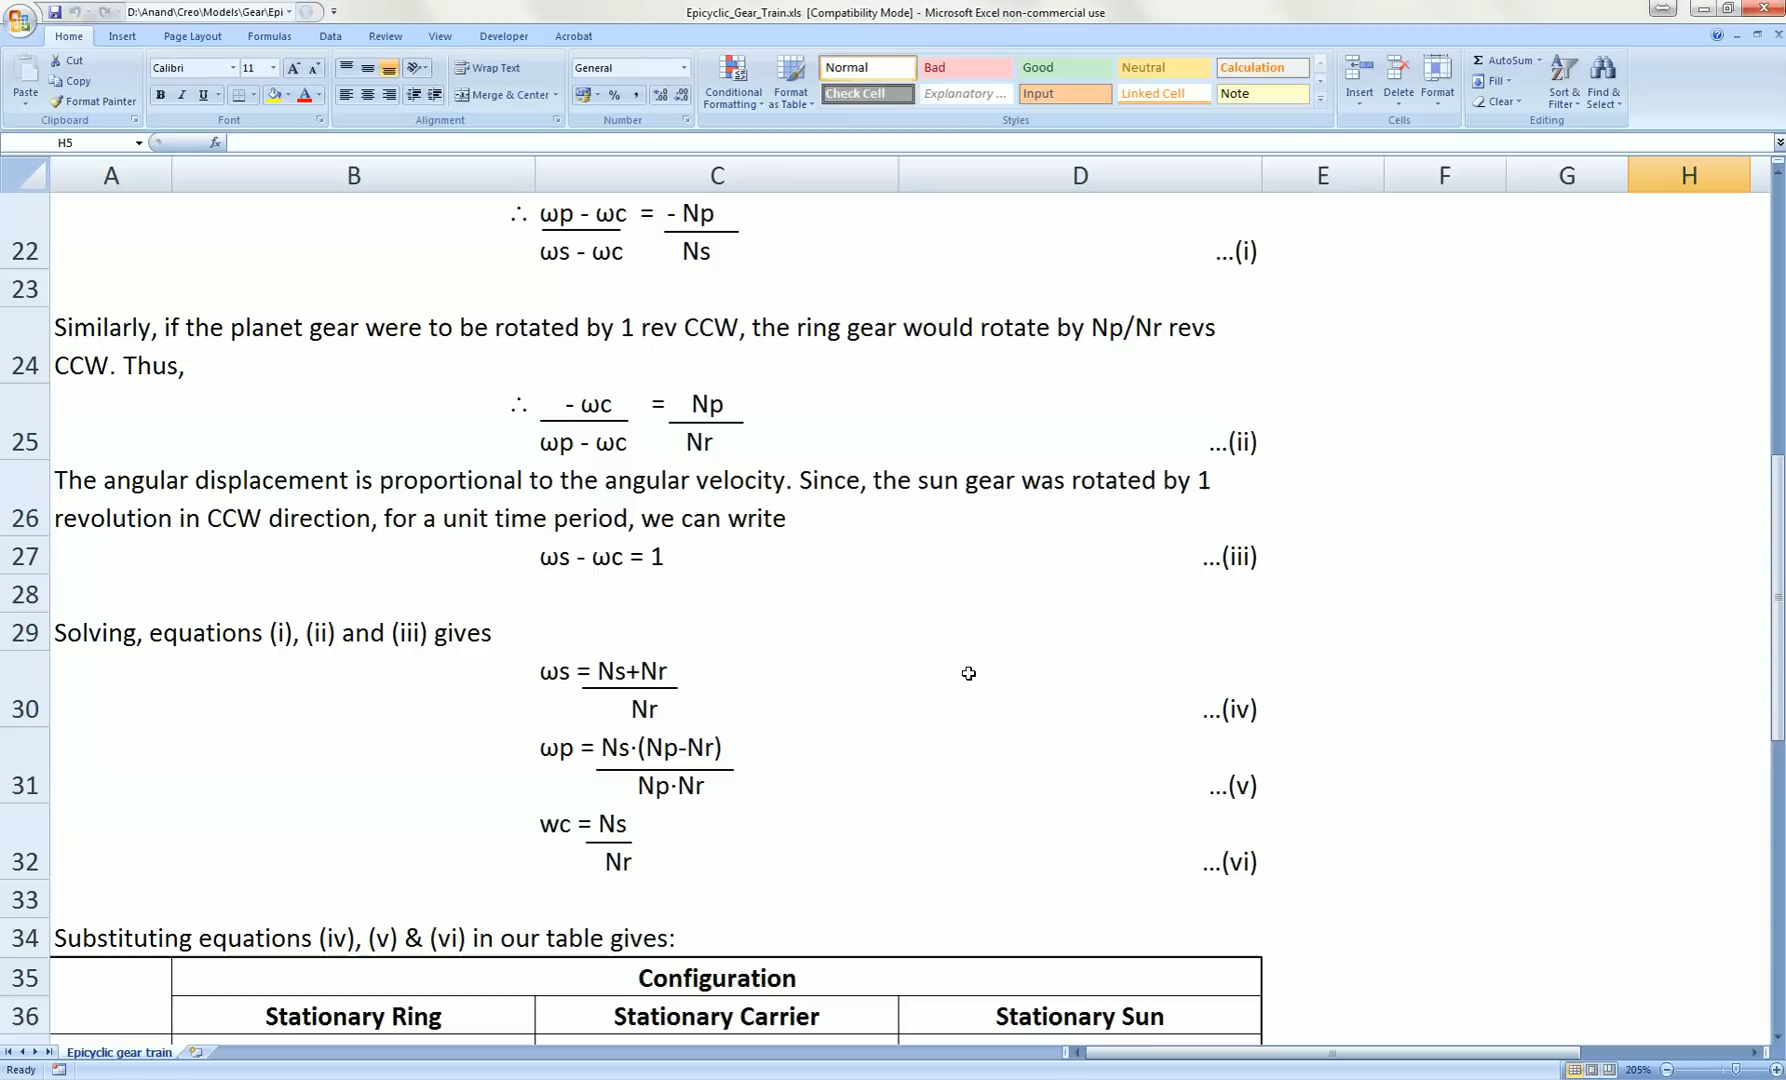 D:\Anand\Creo\Models\Gear\Epi
Epicyclic_Gear_Train.xls [Compatibility Mode] - Microsoft Excel non-commercial use
Home Insert Page Layout Formulas Data Review View Developer Acrobat
Paste
Cut
Copy
Format Painter
Clipboard
Calibri 11
B I U
Font
Wrap Text
Merge & Center
Alignment
General
Number
Conditional Formatting
Format as Table
Normal Bad Good Neutral Calculation
Check Cell Explanatory ... Input Linked Cell Note
Styles
Insert Delete Format
Cells
AutoSum
Fill
Clear
Sort & Filter
Find & Select
Editing
H5 fx
A B C D E F G H
∴ ωp - ωc = - Np
22 ωs - ωc Ns ...(i)
23
Similarly, if the planet gear were to be rotated by 1 rev CCW, the ring gear would rotate by Np/Nr revs
24 CCW. Thus,
∴ - ωc = Np
25 ωp - ωc Nr ...(ii)
The angular displacement is proportional to the angular velocity. Since, the sun gear was rotated by 1
26 revolution in CCW direction, for a unit time period, we can write
27 ωs - ωc = 1 ...(iii)
28
29 Solving, equations (i), (ii) and (iii) gives
ωs = Ns+Nr
30 Nr ...(iv)
ωp = Ns·(Np-Nr)
31 Np·Nr ...(v)
wc = Ns
32 Nr ...(vi)
33
34 Substituting equations (iv), (v) & (vi) in our table gives:
35 Configuration
36 Stationary Ring Stationary Carrier Stationary Sun
Epicyclic gear train
Ready 205%